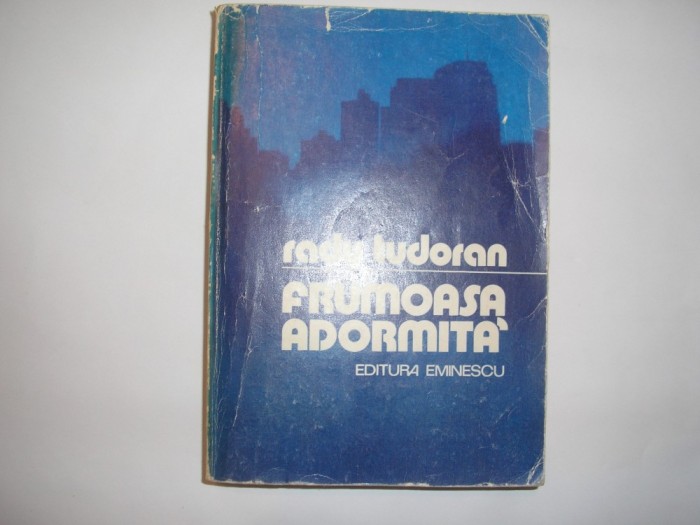 radu tudoran
FRUMOASA
ADORMITĂ
EDITURA EMINESCU